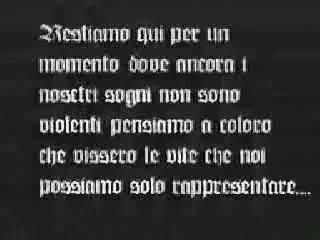 Restiamo qui per un
momento dove ancora i
nostri sogni non sono
violenti pensiamo a coloro
che vissero le vite che noi
possiamo solo rappresentare....